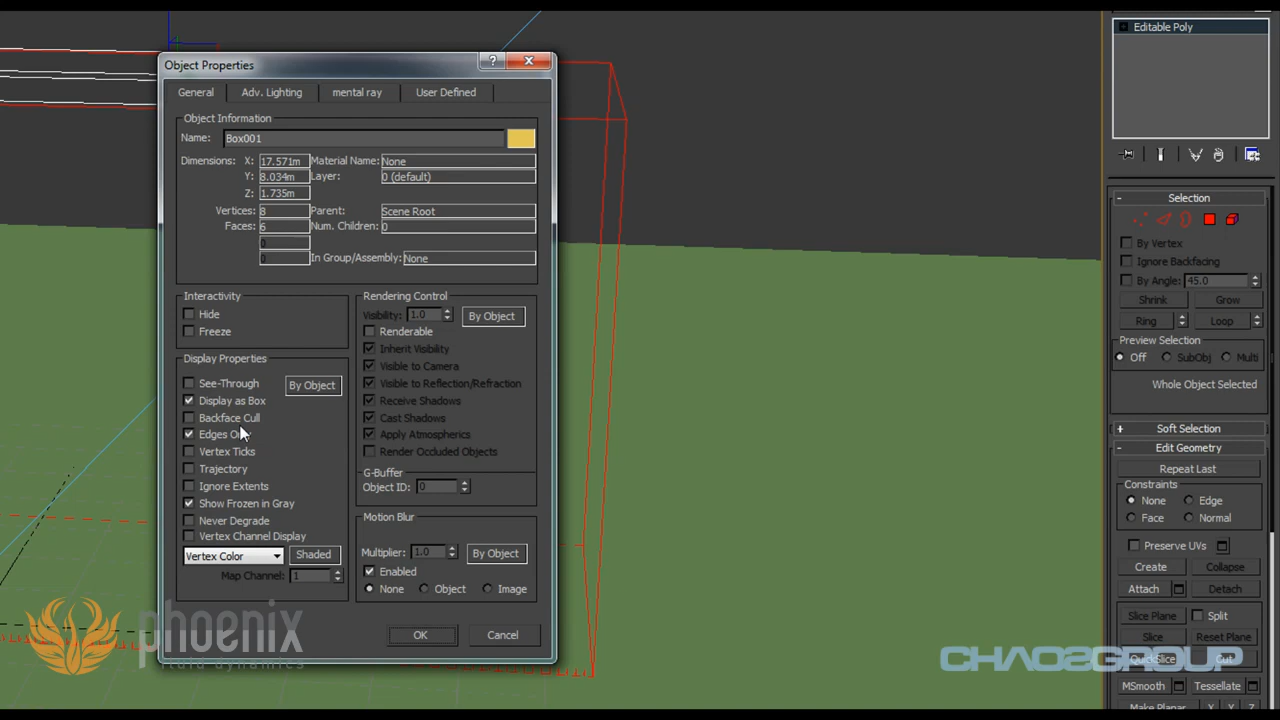 Editable Poly
Object Properties
General Adv. Lighting mental ray User Defined
Object Information
Name: Box001
Dimensions: X: 17.571m Material Name: None
Y: 8.034m Layer: 0 (default)
Z: 1.735m
Vertices: 8 Parent: Scene Root
Faces: 6 Num. Children: 0
0
0 In Group/Assembly: None
Interactivity
Hide
Freeze
Display Properties
See-Through By Object
Display as Box
Backface Cull
Edges
Vertex Ticks
Trajectory
Ignore Extents
Show Frozen in Gray
Never Degrade
Vertex Channel Display
Vertex Color Shaded
Map Channel: 1
Rendering Control
Visibility: 1.0 By Object
Renderable
Inherit Visibility
Visible to Camera
Visible to Reflection/Refraction
Receive Shadows
Cast Shadows
Apply Atmospherics
Render Occluded Objects
G-Buffer
Object ID: 0
Motion Blur
Multiplier: 1.0 By Object
Enabled
None Object Image
OK Cancel
Selection
By Vertex
Ignore Backfacing
By Angle: 45.0
Shrink Grow
Ring Loop
Preview Selection
Off SubObj Multi
Whole Object Selected
+ Soft Selection
- Edit Geometry
Repeat Last
Constraints
None Edge
Face Normal
Preserve UVs
Create Collapse
Attach Detach
Slice Plane Split
Slice Reset Plane
QuickSlice Cut
MSmooth Tessellate
Make Planar X Y Z
phoenix
fluid dynamics
CHAOSGROUP